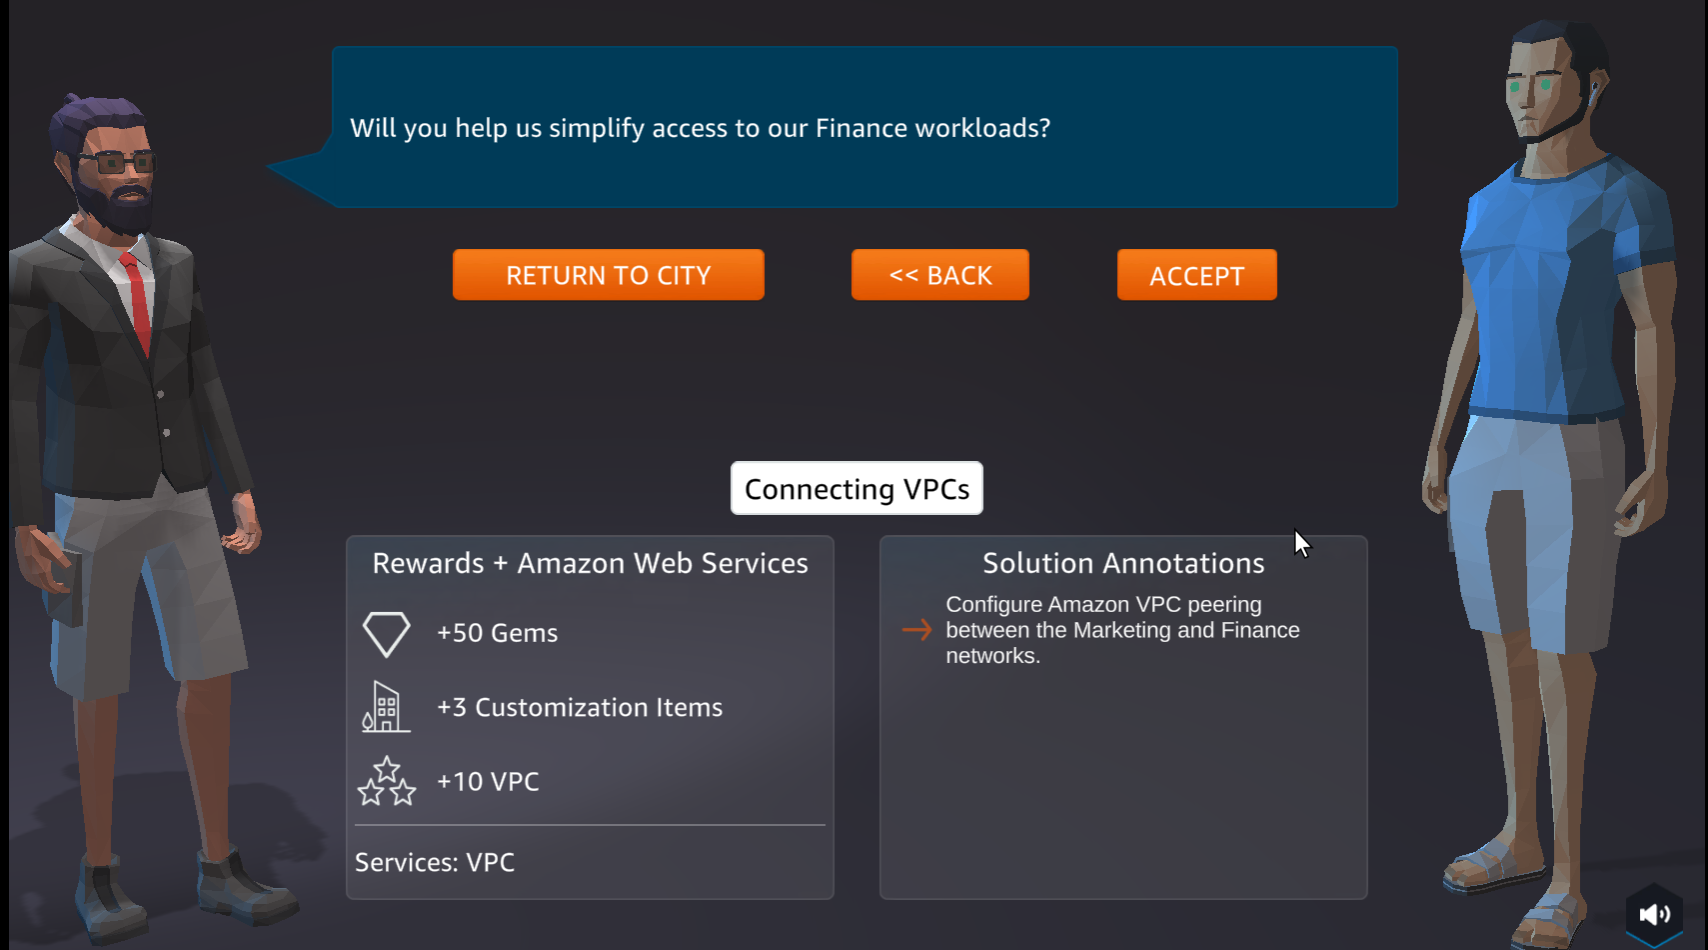 Will you help us simplify access to our Finance workloads?
RETURN TO CITY
<< BACK
ACCEPT
Connecting VPCs
Rewards + Amazon Web Services
+50 Gems
+3 Customization Items
+10 VPC
Services: VPC
Solution Annotations
Configure Amazon VPC peering
between the Marketing and Finance
networks.